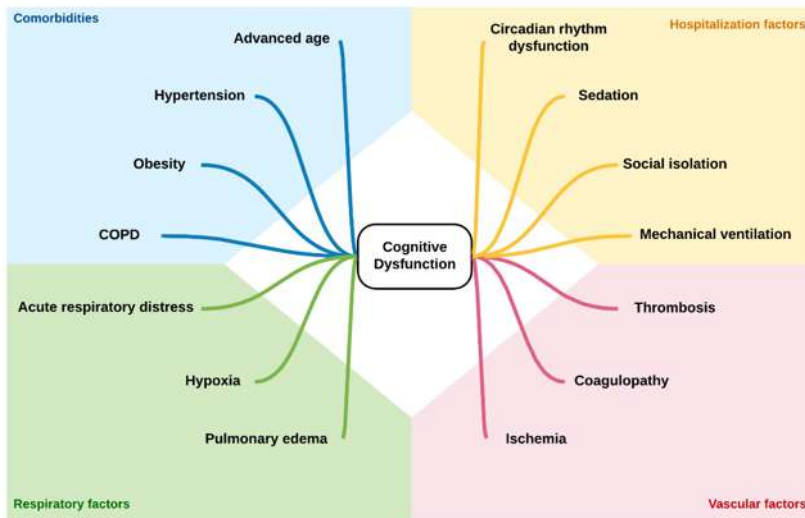 Comorbidities
Hospitalization factors
Advanced age
Circadian rhythm
dysfunction
Hypertension
Sedation
Obesity
Social isolation
COPD
Mechanical ventilation
Cognitive
Dysfunction
Acute respiratory distress
Thrombosis
Hypoxia
Coagulopathy
Pulmonary edema
Ischemia
Respiratory factors
Vascular factors